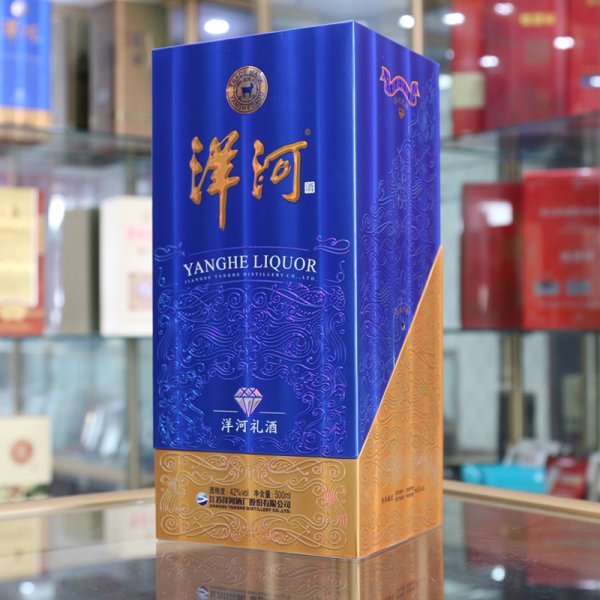 TRADE MARK
洋河®
酒
YANGHE LIQUOR
JIANGSU YANGHE DISTILLERY CO.,LTD
洋河礼酒
酒精度:42%vol 净含量:500ml
江苏洋河酒厂股份有限公司
JIANGSU YANGHE DISTILLERY CO.,LTD.